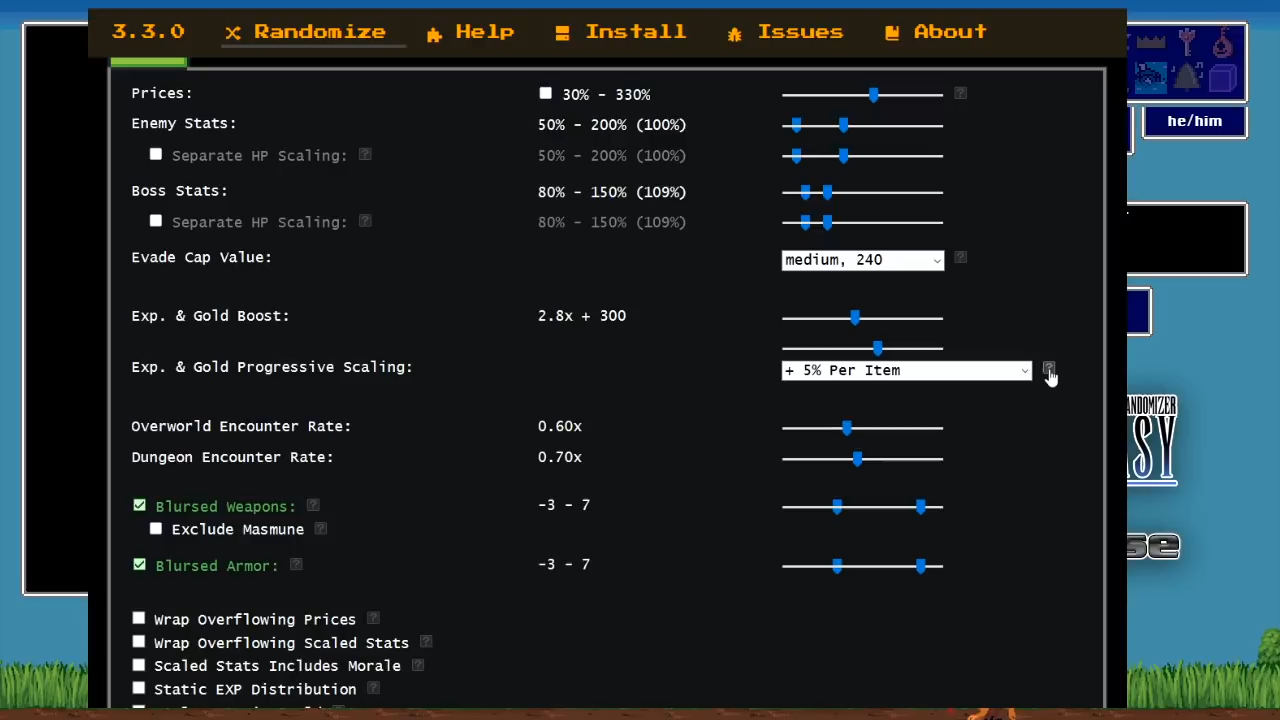 3.3.0 Randomize Help Install Issues About
he/him
Prices: 30% - 330% ?
Enemy Stats: 50% - 200% (100%)
Separate HP Scaling: ? 50% - 200% (100%)
Boss Stats: 80% - 150% (109%)
Separate HP Scaling: ? 80% - 150% (109%)
Evade Cap Value: medium, 240 ?
Exp. & Gold Boost: 2.8x + 300
Exp. & Gold Progressive Scaling: + 5% Per Item ?
Overworld Encounter Rate: 0.60x
Dungeon Encounter Rate: 0.70x
Blursed Weapons: ? -3 - 7
Exclude Masmune ?
Blursed Armor: ? -3 - 7
Wrap Overflowing Prices ?
Wrap Overflowing Scaled Stats ?
Scaled Stats Includes Morale ?
Static EXP Distribution ?